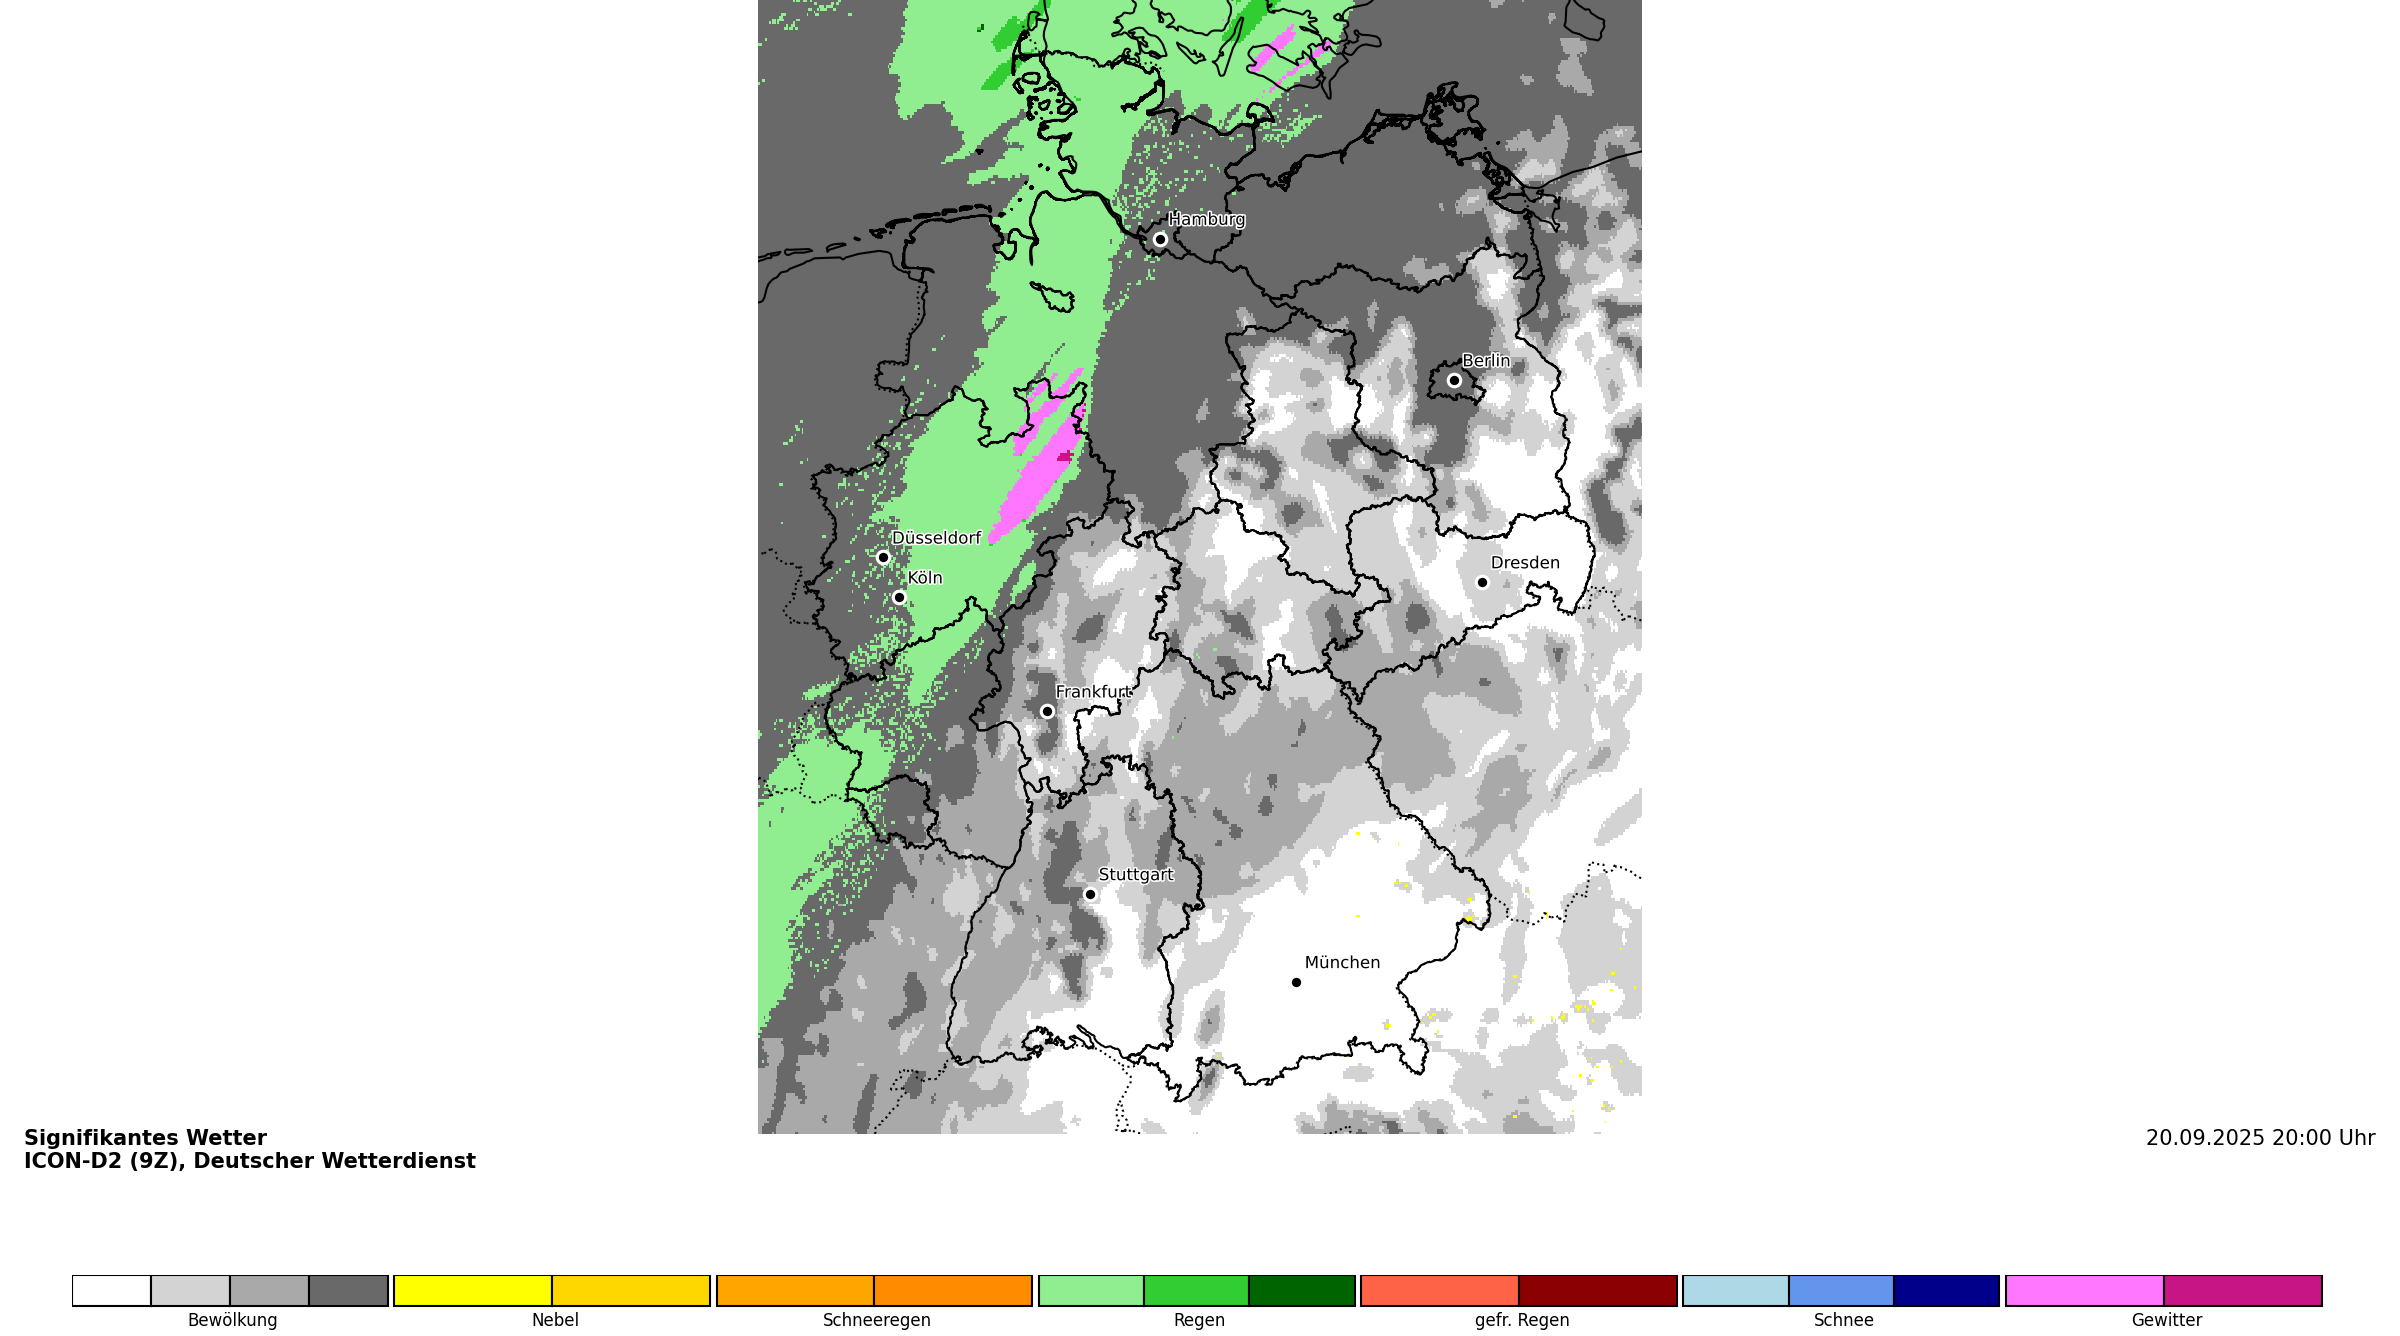 Hamburg
Berlin
Düsseldorf
Köln
Dresden
Frankfurt
Stuttgart
München
Signifikantes Wetter
ICON-D2 (9Z), Deutscher Wetterdienst
20.09.2025 20:00 Uhr
Bewölkung
Nebel
Schneeregen
Regen
gefr. Regen
Schnee
Gewitter